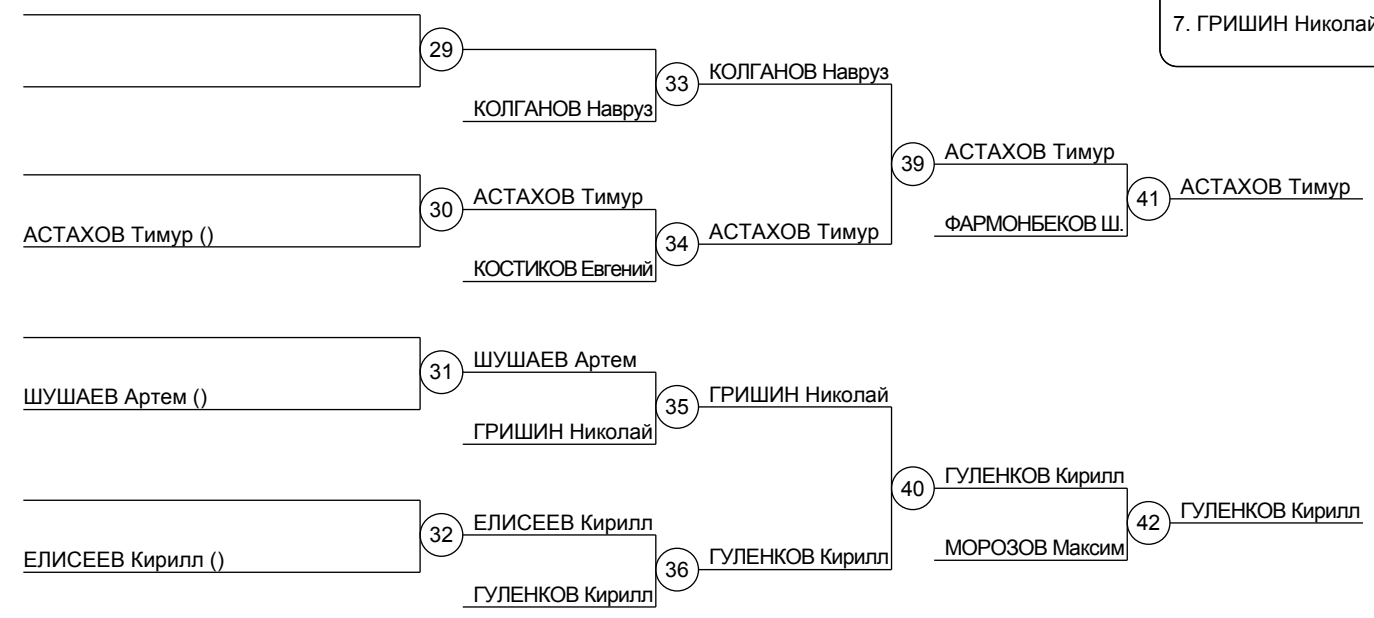 7. ГРИШИН Николай
29
33
КОЛГАНОВ Навруз
КОЛГАНОВ Навруз
39
АСТАХОВ Тимур
30
АСТАХОВ Тимур
41
АСТАХОВ Тимур
АСТАХОВ Тимур ()
34
АСТАХОВ Тимур
ФАРМОНБЕКОВ Ш.
КОСТИКОВ Евгений
31
ШУШАЕВ Артем
ШУШАЕВ Артем ()
35
ГРИШИН Николай
ГРИШИН Николай
40
ГУЛЕНКОВ Кирилл
32
ЕЛИСЕЕВ Кирилл
42
ГУЛЕНКОВ Кирилл
ЕЛИСЕЕВ Кирилл ()
36
ГУЛЕНКОВ Кирилл
МОРОЗОВ Максим
ГУЛЕНКОВ Кирилл